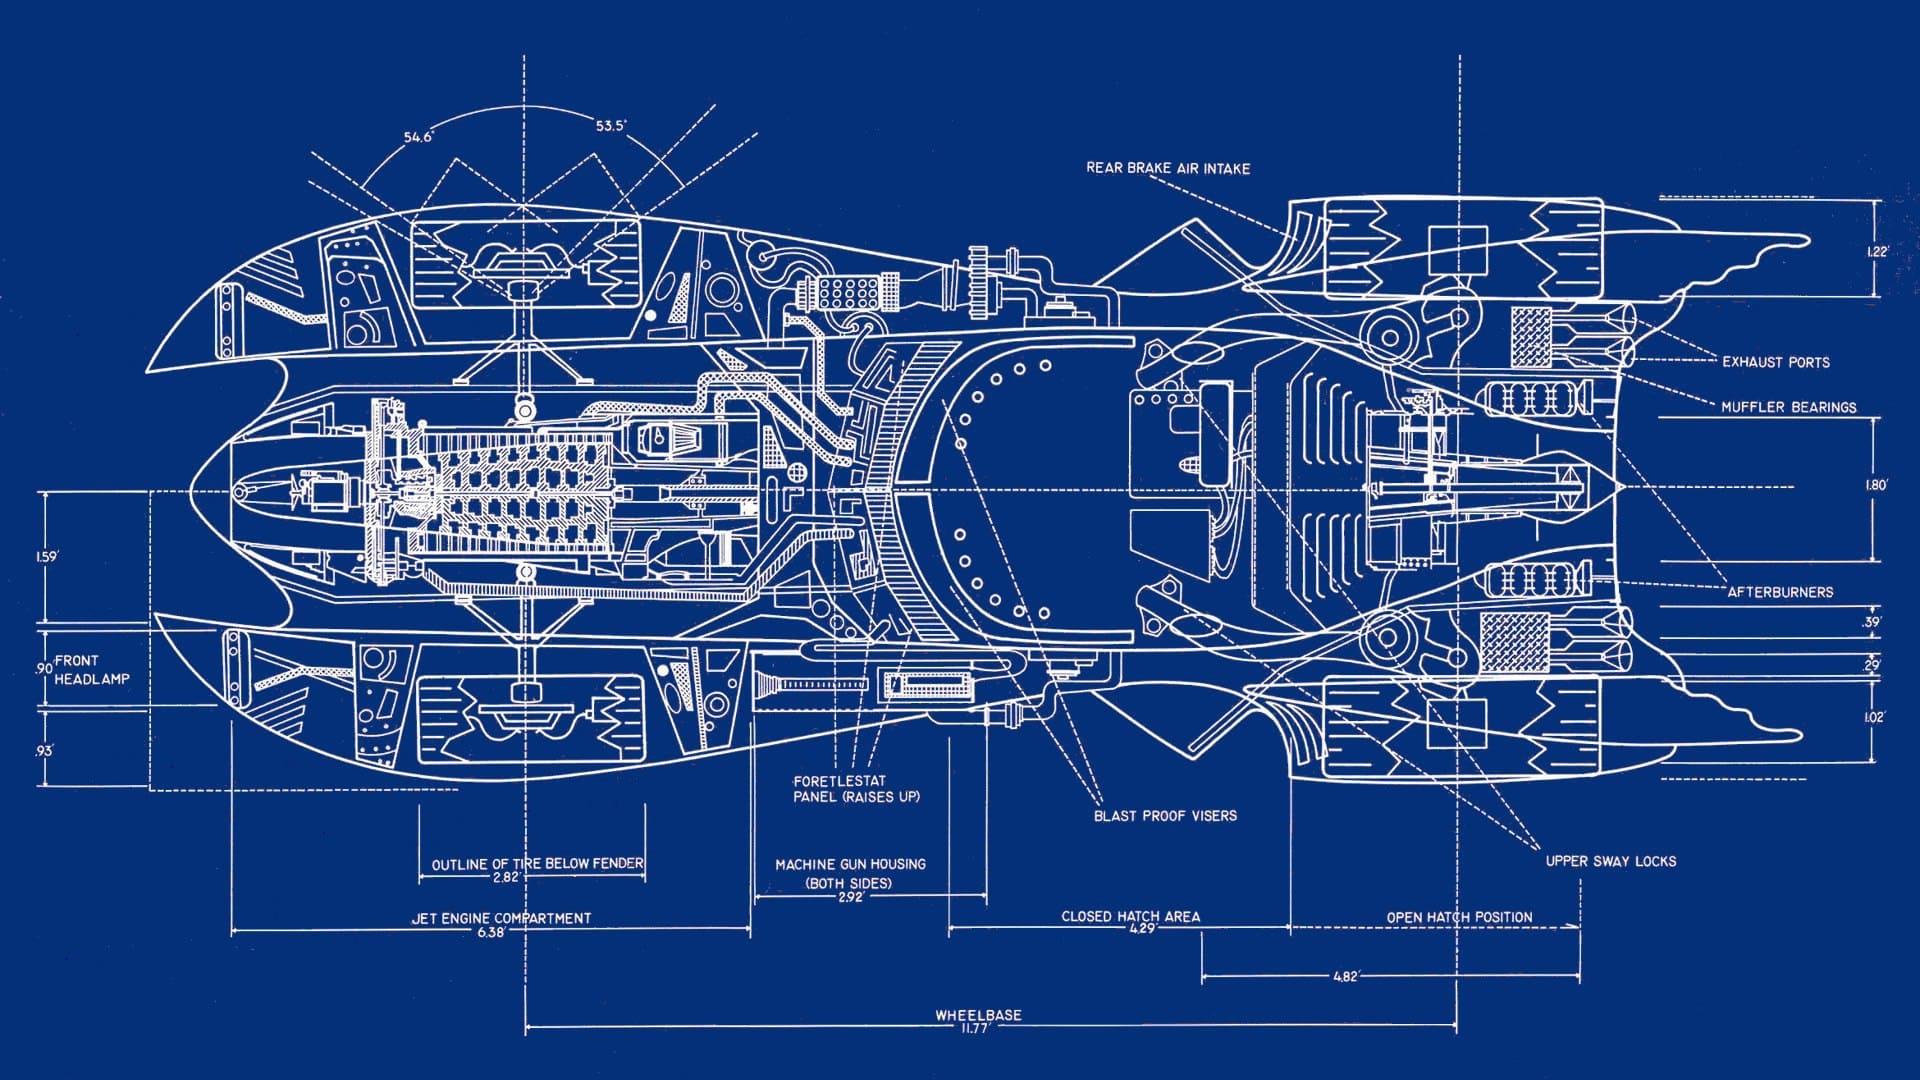 54.6°
53.5°
REAR BRAKE AIR INTAKE
1.22'
EXHAUST PORTS
MUFFLER BEARINGS
1.80'
1.59'
AFTERBURNERS
.39'
.29'
.90'
FRONT
HEADLAMP
1.02'
.93'
FORETLESTAT
PANEL (RAISES UP)
BLAST PROOF VISERS
UPPER SWAY LOCKS
OUTLINE OF TIRE BELOW FENDER
2.82'
MACHINE GUN HOUSING
(BOTH SIDES)
2.92'
JET ENGINE COMPARTMENT
6.38'
CLOSED HATCH AREA
4.29'
OPEN HATCH POSITION
4.82'
WHEELBASE
11.77'